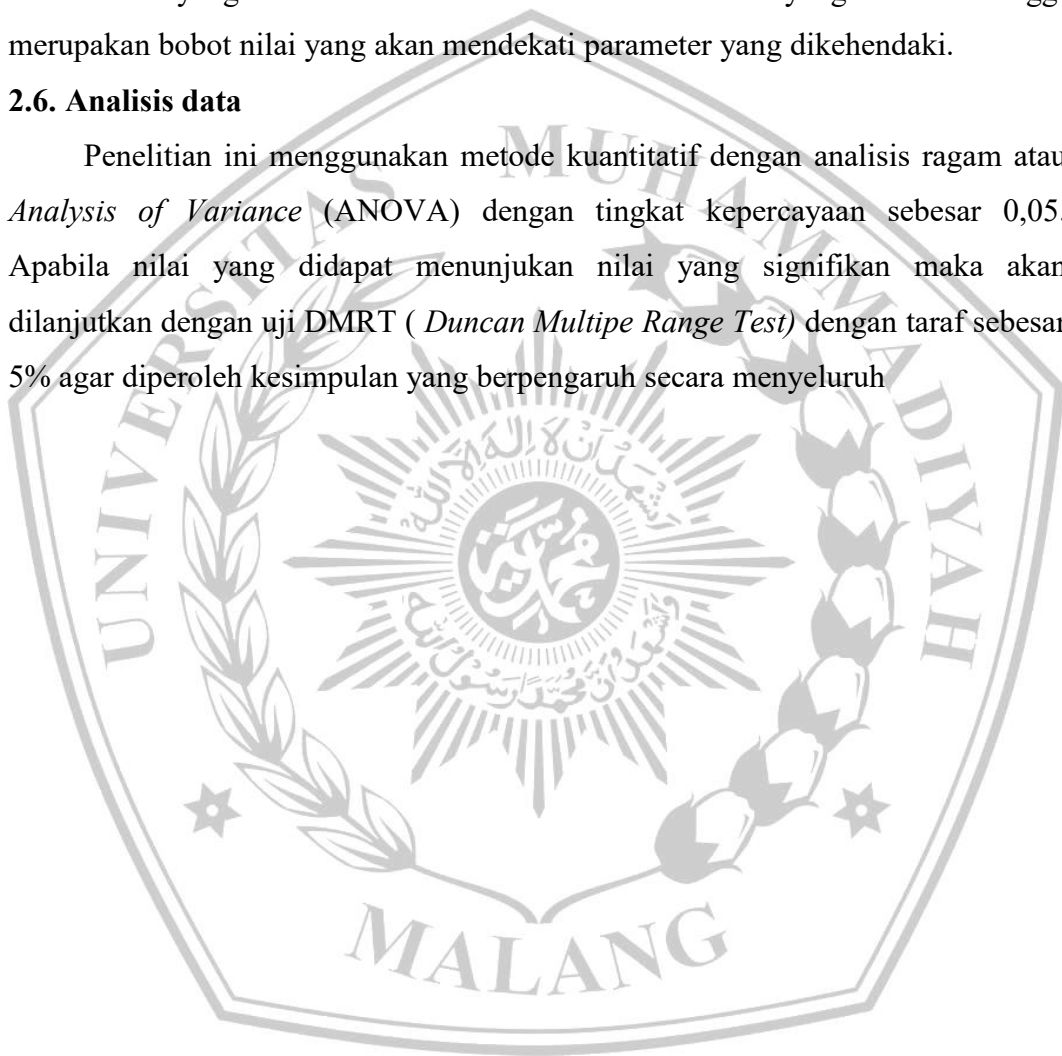 merupakan bobot nilai yang akan mendekati parameter yang dikehendaki.
2.6. Analisis data
Penelitian ini menggunakan metode kuantitatif dengan analisis ragam atau
Analysis of Variance (ANOVA) dengan tingkat kepercayaan sebesar 0,05.
Apabila nilai yang didapat menunjukan nilai yang signifikan maka akan
dilanjutkan dengan uji DMRT ( Duncan Multipe Range Test) dengan taraf sebesar
5% agar diperoleh kesimpulan yang berpengaruh secara menyeluruh
UNIVERSITAS MUHAMMADIYAH
MALANG